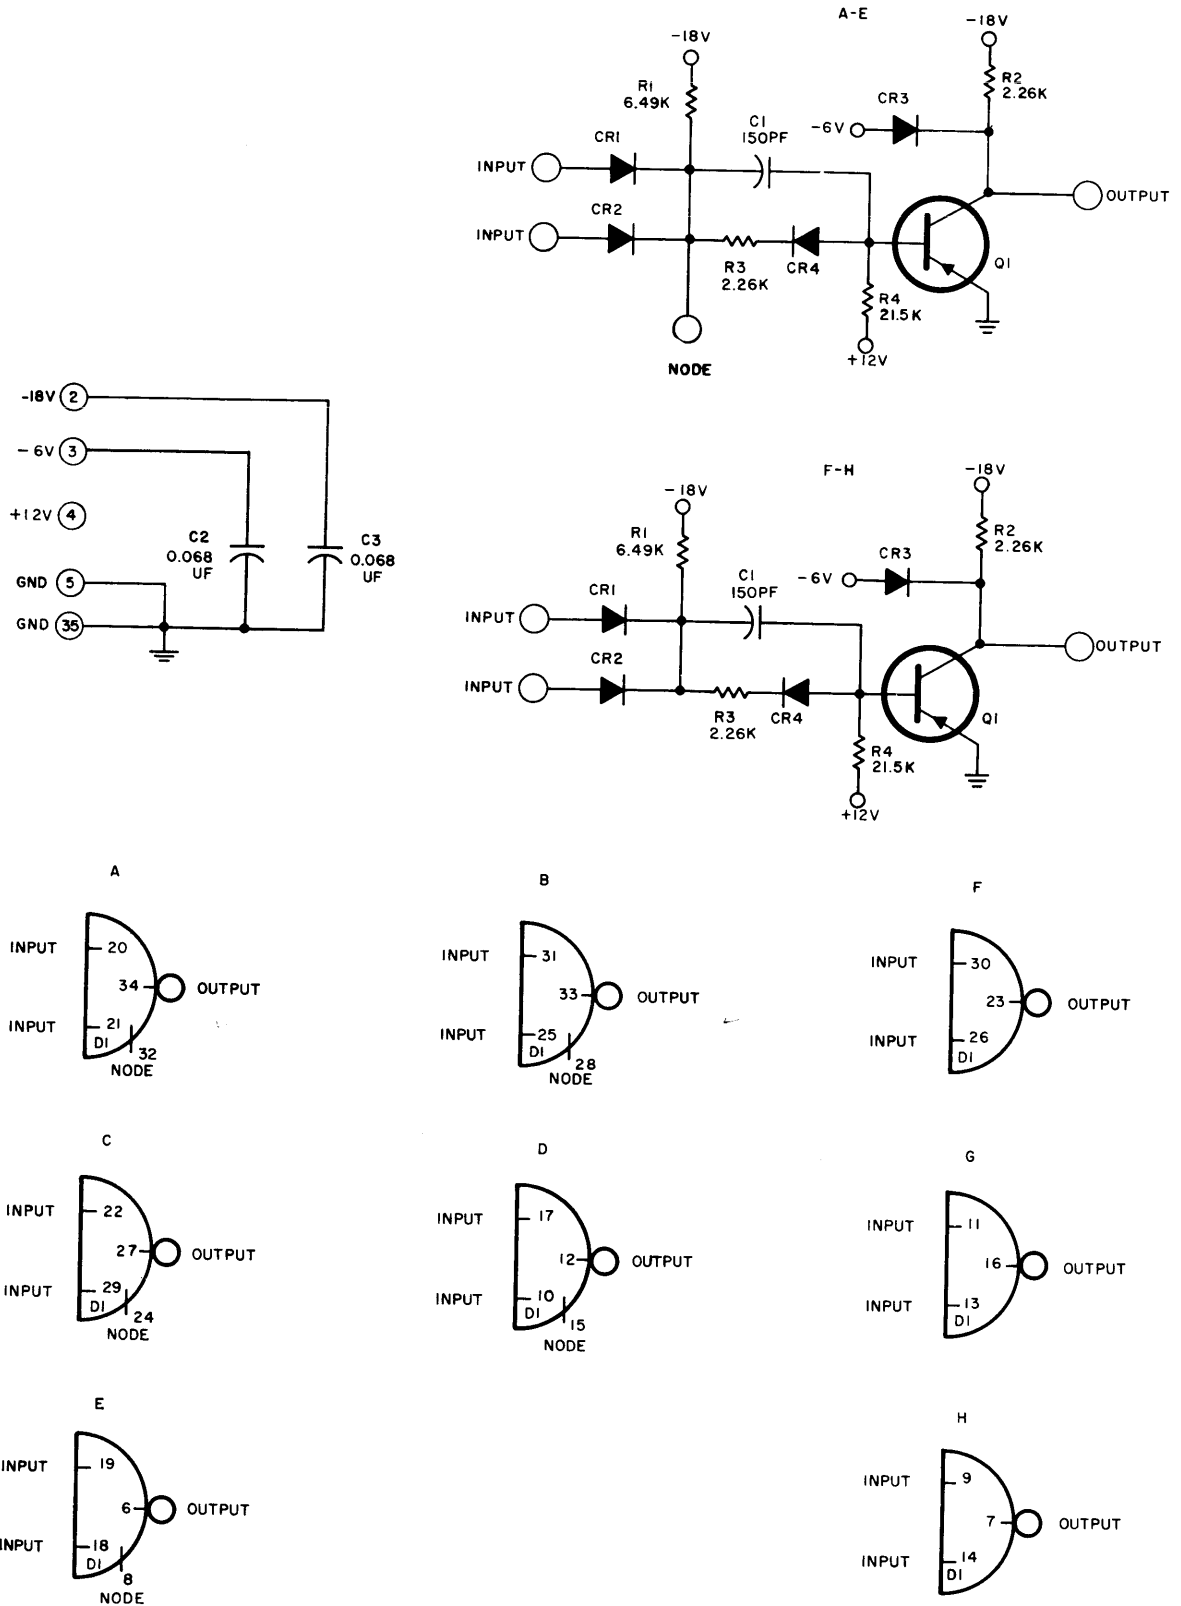 A-E
-18V
-18V
R1
6.49K
R2
2.26K
CR3
-6V
C1
150PF
CR1
INPUT
CR2
INPUT
OUTPUT
R3
2.26K
CR4
Q1
R4
21.5K
+12V
NODE
-18V 2
-6V 3
+12V 4
GND 5
GND 35
C2
0.068
UF
C3
0.068
UF
F-H
-18V
-18V
R1
6.49K
R2
2.26K
CR3
-6V
C1
150PF
CR1
INPUT
CR2
INPUT
OUTPUT
R3
2.26K
CR4
Q1
R4
21.5K
+12V
A
INPUT 20
34 OUTPUT
INPUT 21
D1
32
NODE
B
INPUT 31
33 OUTPUT
INPUT 25
D1
28
NODE
F
INPUT 30
23 OUTPUT
INPUT 26
D1
C
INPUT 22
27 OUTPUT
INPUT 29
D1
24
NODE
D
INPUT 17
12 OUTPUT
INPUT 10
D1
15
NODE
G
INPUT 11
16 OUTPUT
INPUT 13
D1
E
INPUT 19
6 OUTPUT
INPUT 18
D1
8
NODE
H
INPUT 9
7 OUTPUT
INPUT 14
D1